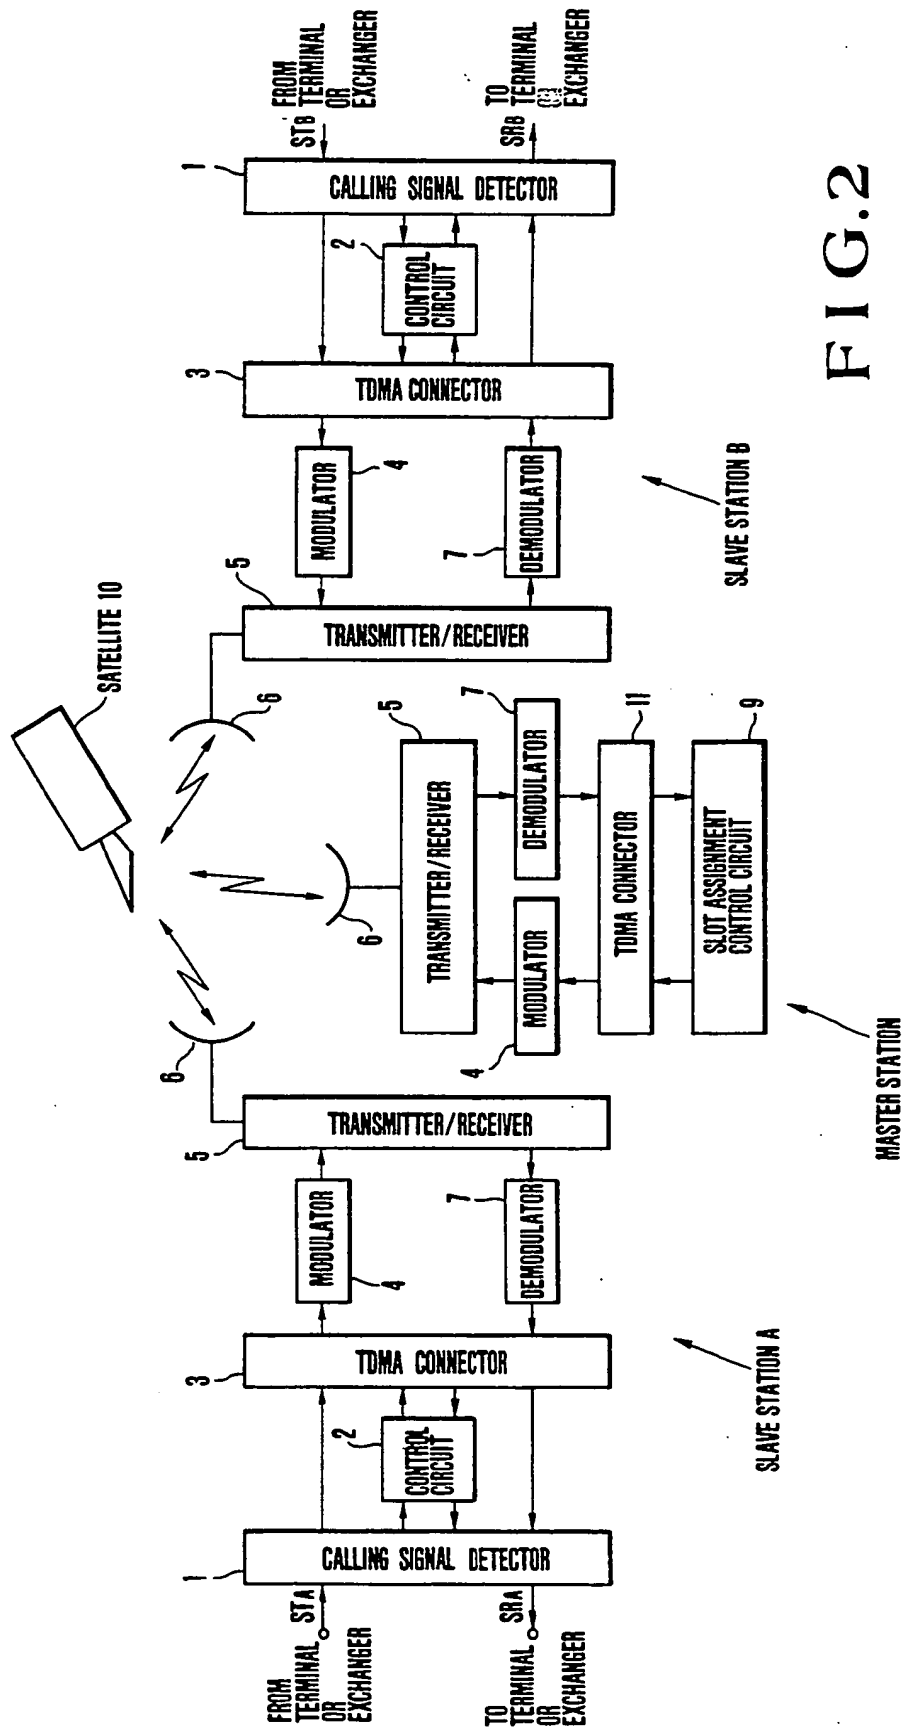 SATELLITE 10
6
6
6
FROM
TERMINAL
OR
EXCHANGER
STA
1
CALLING SIGNAL DETECTOR
2
CONTROL
CIRCUIT
3
TDMA CONNECTOR
MODULATOR
4
5
TRANSMITTER/RECEIVER
7
DEMODULATOR
TO
TERMINAL
OR
EXCHANGER
SRA
SLAVE STATION A
5
TRANSMITTER/RECEIVER
4
MODULATOR
7
DEMODULATOR
11
TDMA CONNECTOR
9
SLOT ASSIGNMENT
CONTROL CIRCUIT
MASTER STATION
5
TRANSMITTER/RECEIVER
MODULATOR
4
7
DEMODULATOR
3
TDMA CONNECTOR
2
CONTROL
CIRCUIT
1
CALLING SIGNAL DETECTOR
STB
FROM
TERMINAL
OR
EXCHANGER
SRB
TO
TERMINAL
OR
EXCHANGER
SLAVE STATION B
FIG.2